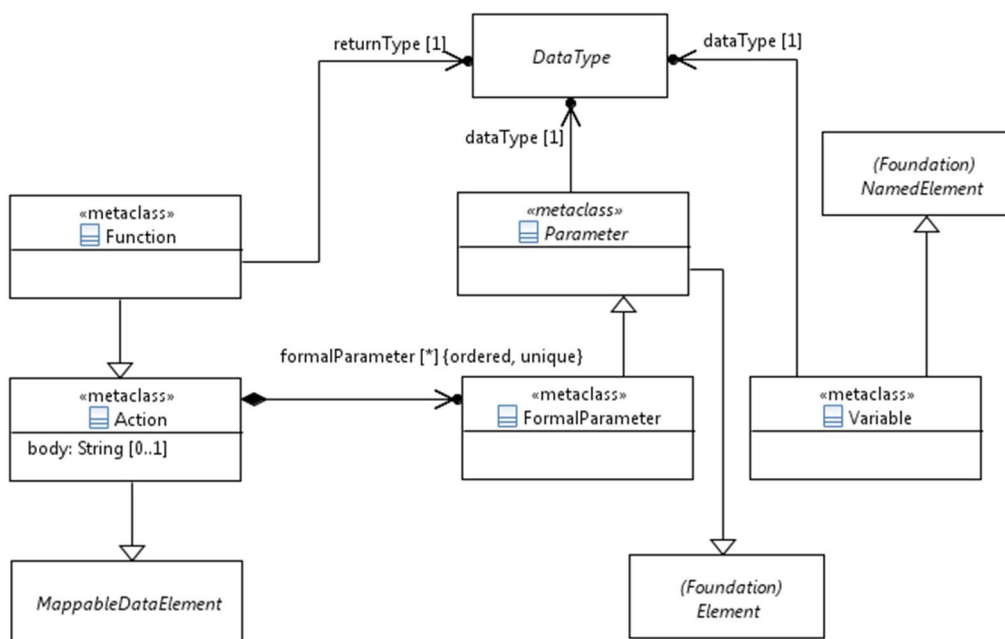 returnType [1]
DataType
dataType [1]
dataType [1]
(Foundation)
NamedElement
«metaclass»
Function
«metaclass»
Parameter
formalParameter [*] {ordered, unique}
«metaclass»
Action
body: String [0..1]
«metaclass»
FormalParameter
«metaclass»
Variable
MappableDataElement
(Foundation)
Element